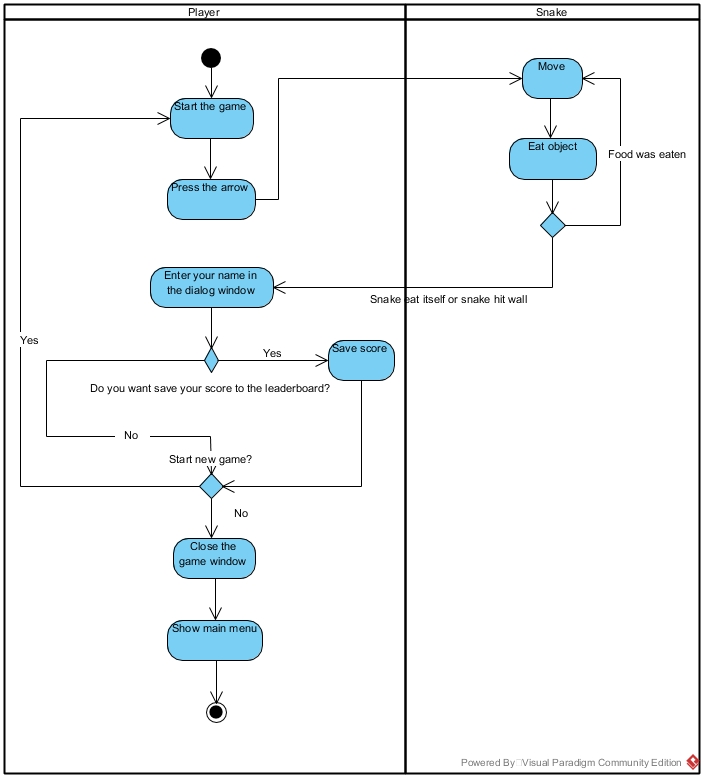 Player
Snake
Move
Start the game
Eat object
Food was eaten
Press the arrow
Enter your name in
the dialog window
Snake eat itself or snake hit wall
Yes
Yes
Save score
Do you want save your score to the leaderboard?
No
Start new game?
No
Close the
game window
Show main menu
Powered By Visual Paradigm Community Edition